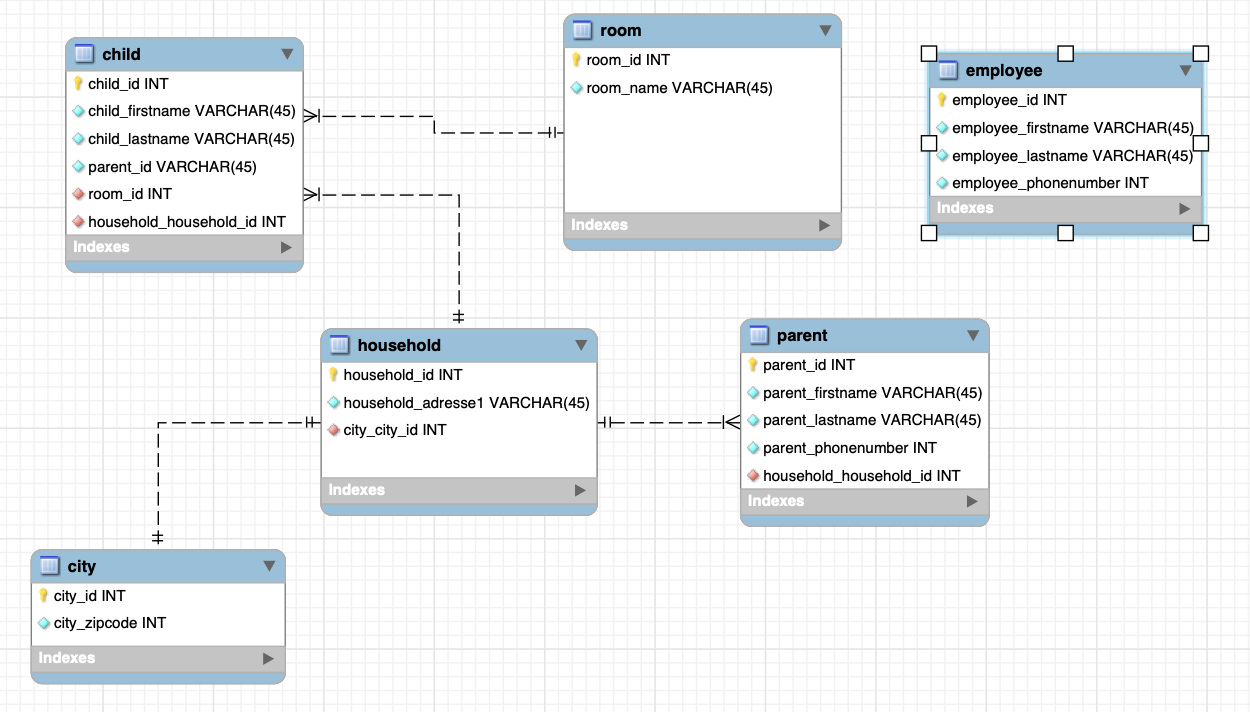 child
child_id INT
child_firstname VARCHAR(45)
child_lastname VARCHAR(45)
parent_id VARCHAR(45)
room_id INT
household_household_id INT
Indexes
room
room_id INT
room_name VARCHAR(45)
Indexes
employee
employee_id INT
employee_firstname VARCHAR(45)
employee_lastname VARCHAR(45)
employee_phonenumber INT
Indexes
household
household_id INT
household_adresse1 VARCHAR(45)
city_city_id INT
Indexes
parent
parent_id INT
parent_firstname VARCHAR(45)
parent_lastname VARCHAR(45)
parent_phonenumber INT
household_household_id INT
Indexes
city
city_id INT
city_zipcode INT
Indexes